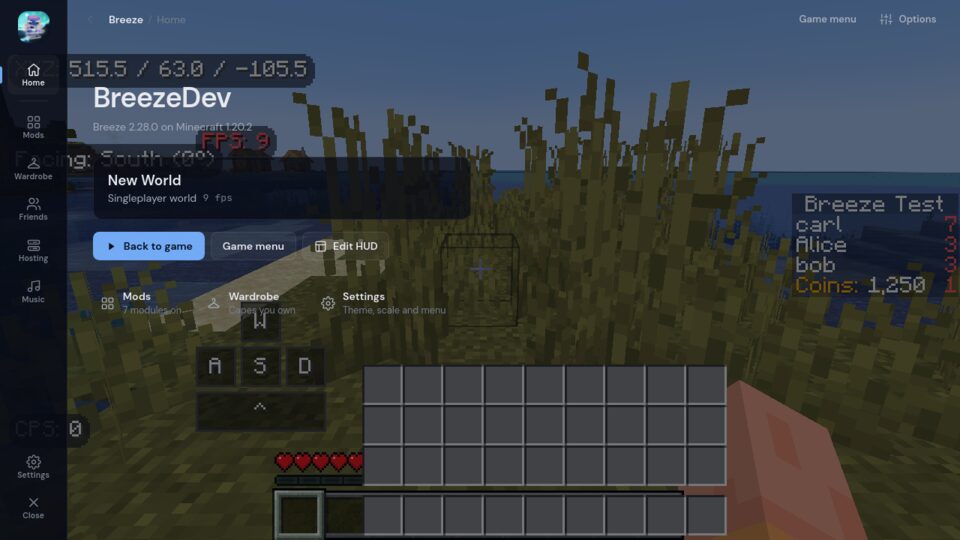 Breeze / Home
Game menu
Options
XYZ: 515.5 / 63.0 / -105.5
Home
BreezeDev
Breeze 2.28.0 on Minecraft 1.20.2
Mods
FPS: 9
Facing: South (0°)
Wardrobe
New World
Singleplayer world 9 fps
Friends
Breeze Test
carl 7
Alice 3
bob 3
Coins: 1,250 1
Back to game
Game menu
Edit HUD
Hosting
Music
Mods
7 modules on
Wardrobe
Capes you own
Settings
Theme, scale and menu
W
A S D
^
CPS: 0
Settings
Close